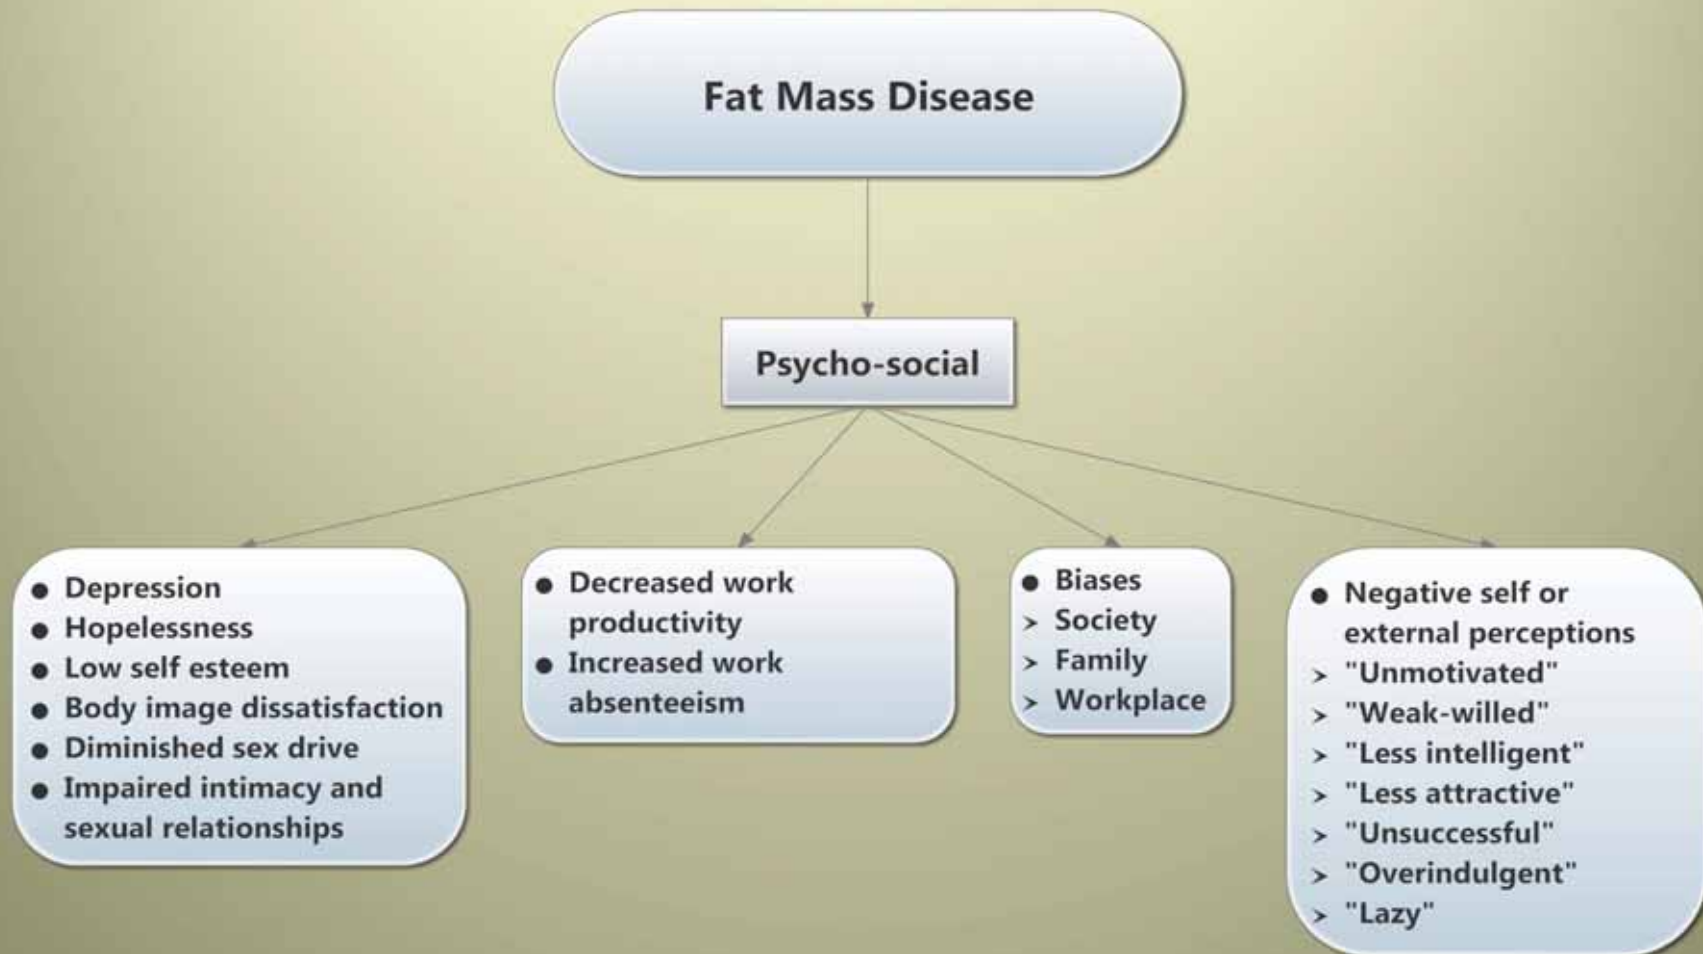 Fat Mass Disease
Psycho-social
● Depression
● Hopelessness
● Low self esteem
● Body image dissatisfaction
● Diminished sex drive
● Impaired intimacy and
sexual relationships
● Decreased work
productivity
● Increased work
absenteeism
● Biases
➢ Society
➢ Family
➢ Workplace
● Negative self or
external perceptions
➢ "Unmotivated"
➢ "Weak-willed"
➢ "Less intelligent"
➢ "Less attractive"
➢ "Unsuccessful"
➢ "Overindulgent"
➢ "Lazy"